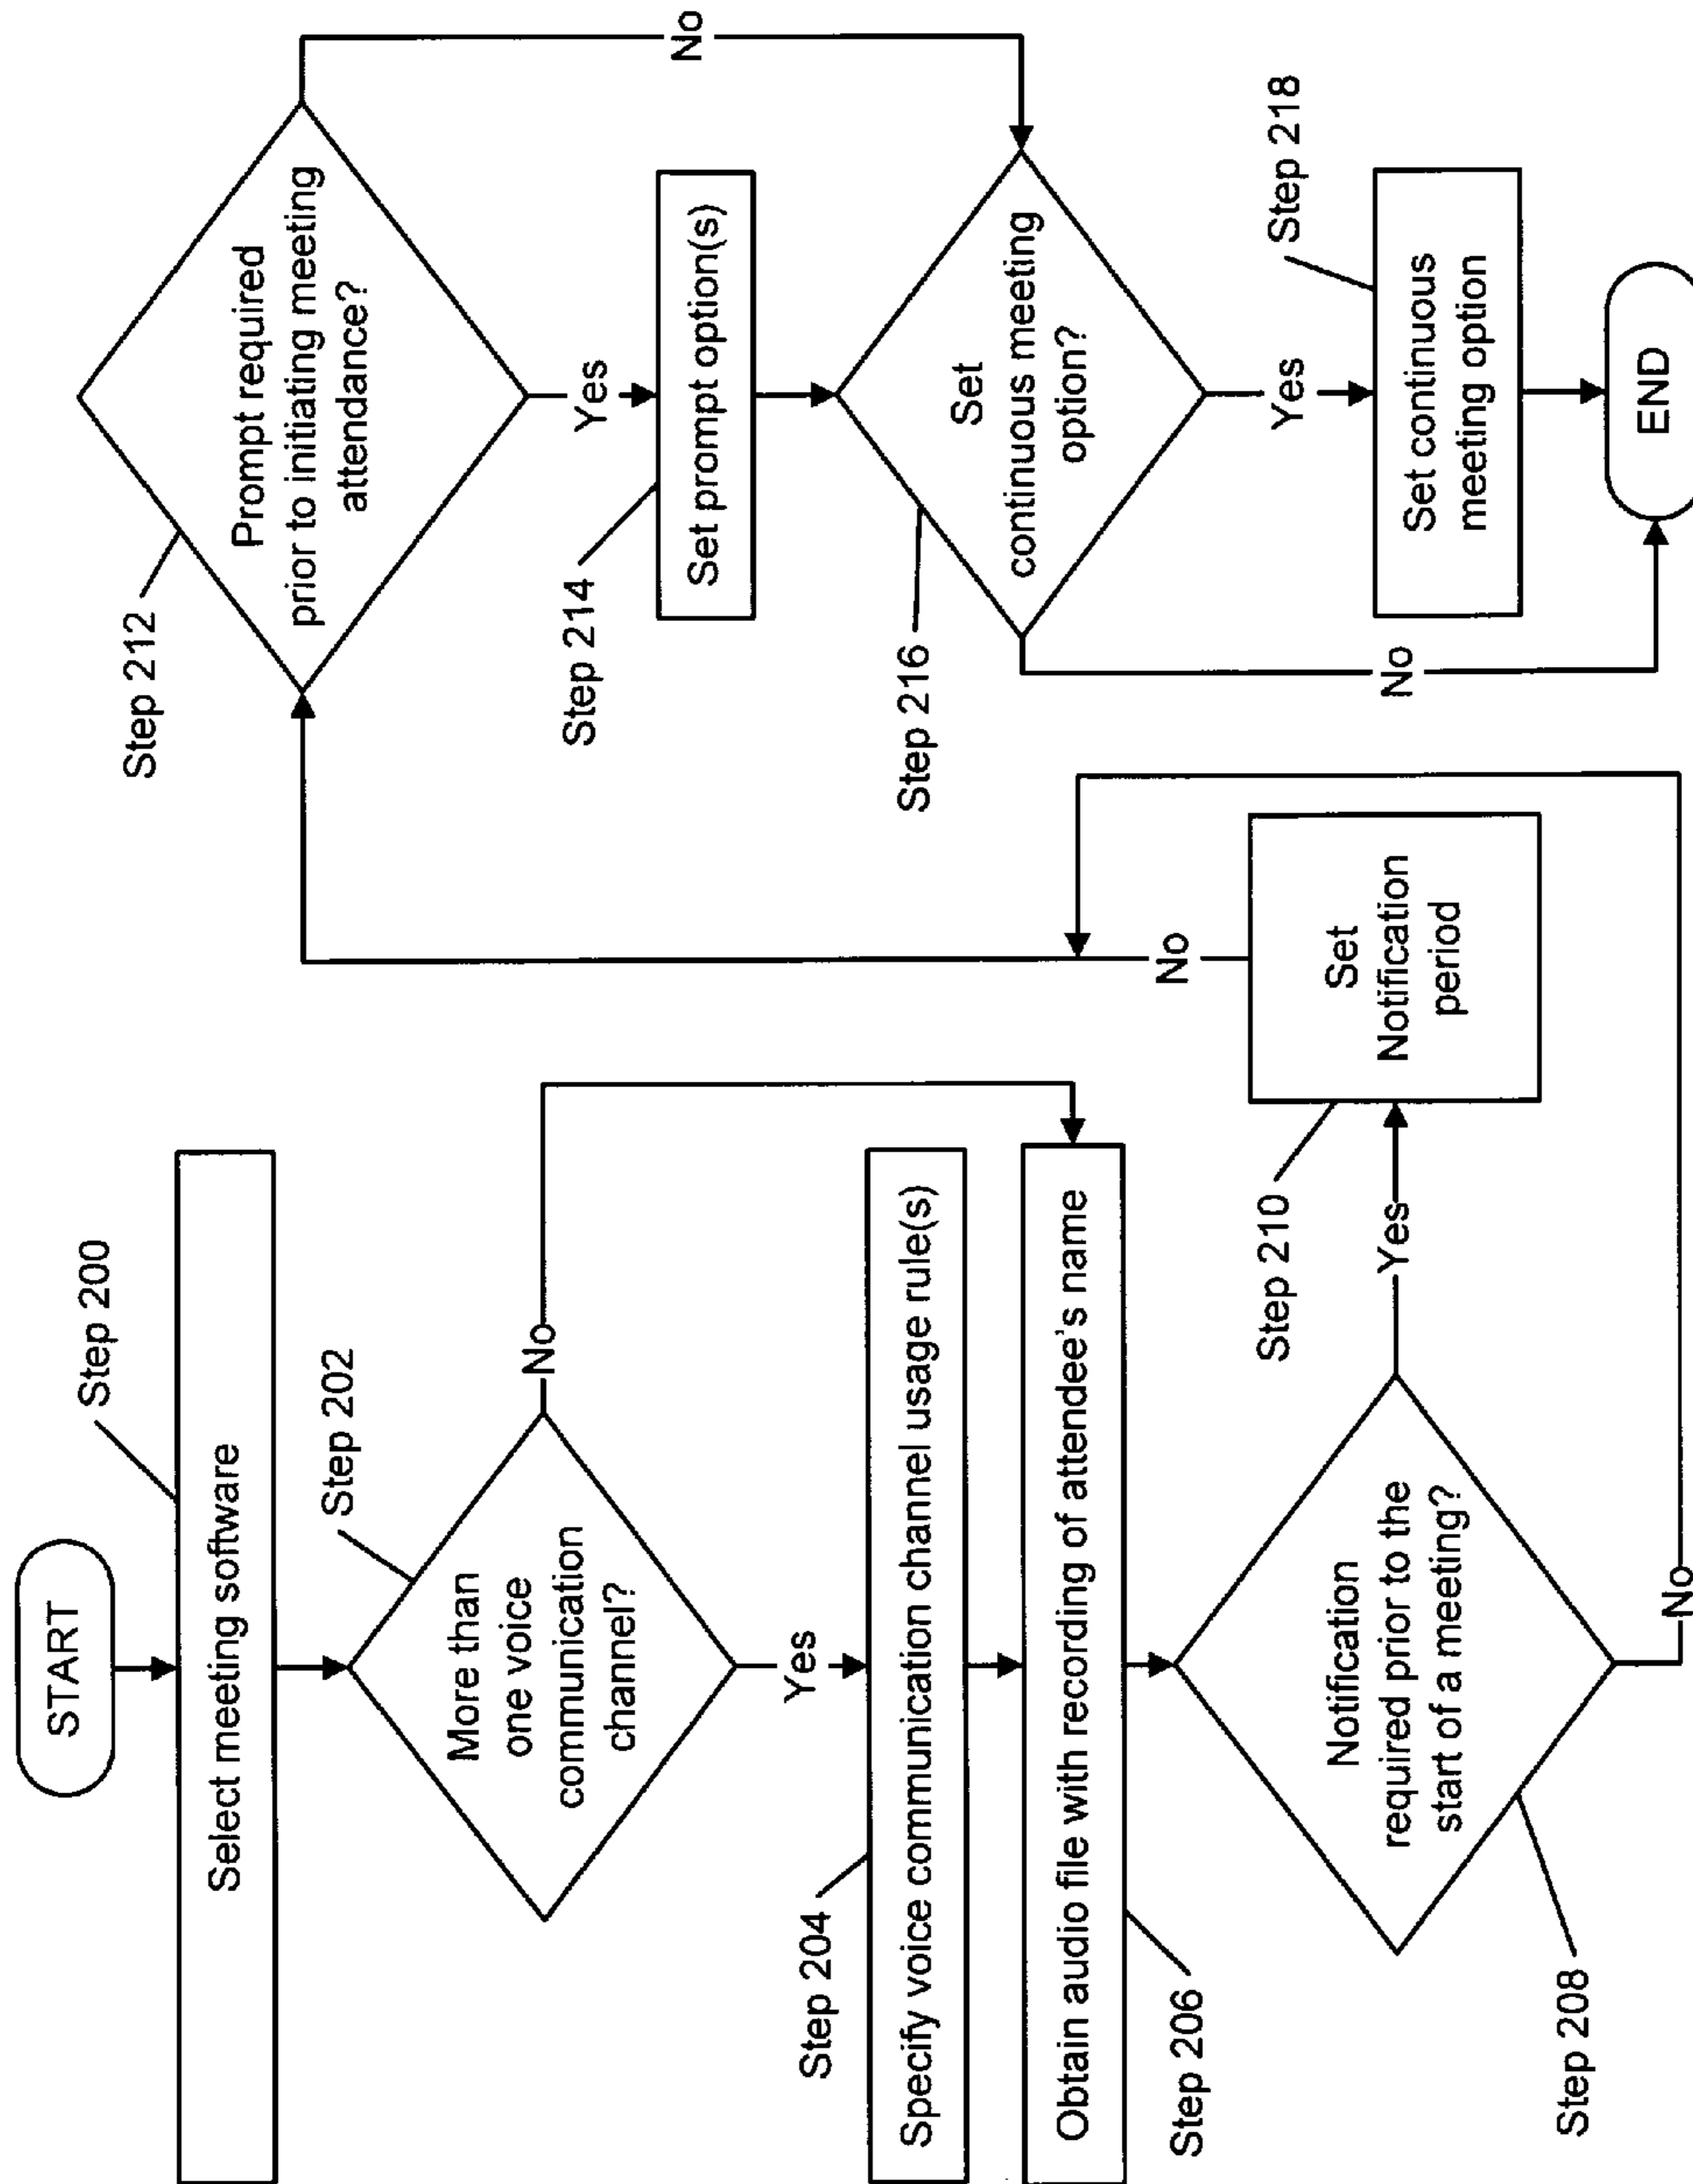 START
Step 200
Select meeting software
Step 202
More than
one voice
communication
channel?
No
Yes
Step 204
Specify voice communication channel usage rule(s)
Obtain audio file with recording of attendee's name
Step 206
Notification
required prior to the
start of a meeting?
Step 208
Yes
No
Step 210
Set
Notification
period
No
Step 212
Prompt required
prior to initiating meeting
attendance?
No
Yes
Step 214
Set prompt option(s)
Step 216
Set
continuous meeting
option?
Yes
No
Step 218
Set continuous
meeting option
END